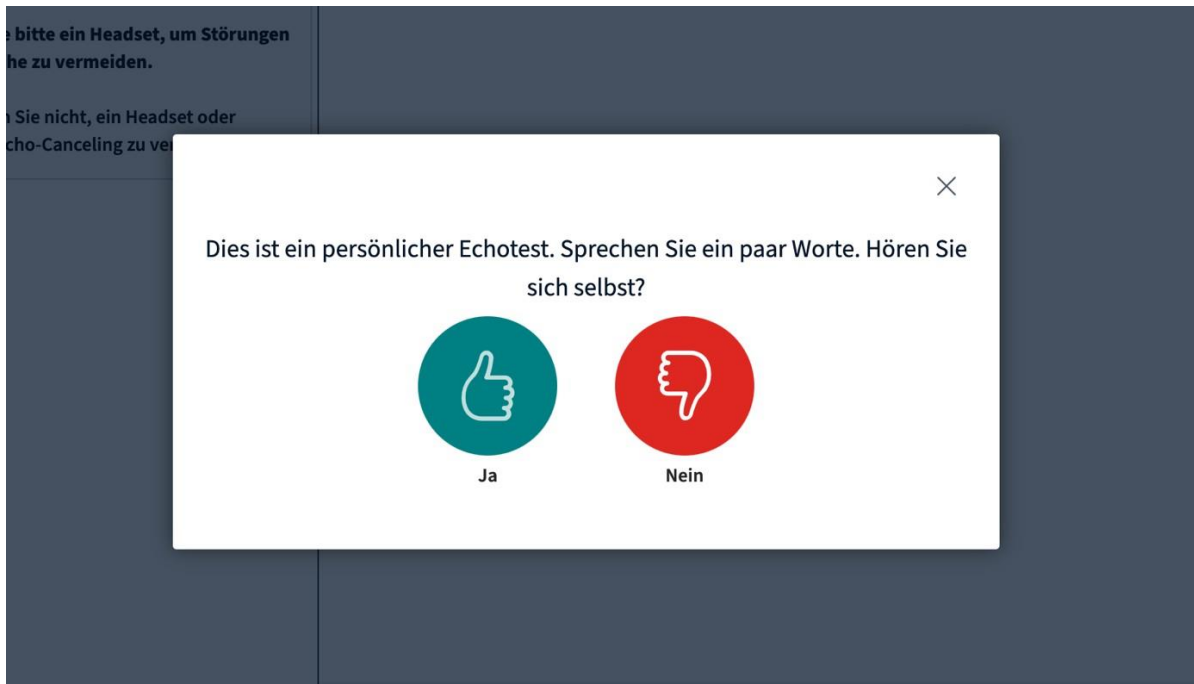 bitte ein Headset, um Störungen
he zu vermeiden.
Sie nicht, ein Headset oder
cho-Canceling zu ve
Dies ist ein persönlicher Echotest. Sprechen Sie ein paar Worte. Hören Sie
sich selbst?
Ja
Nein